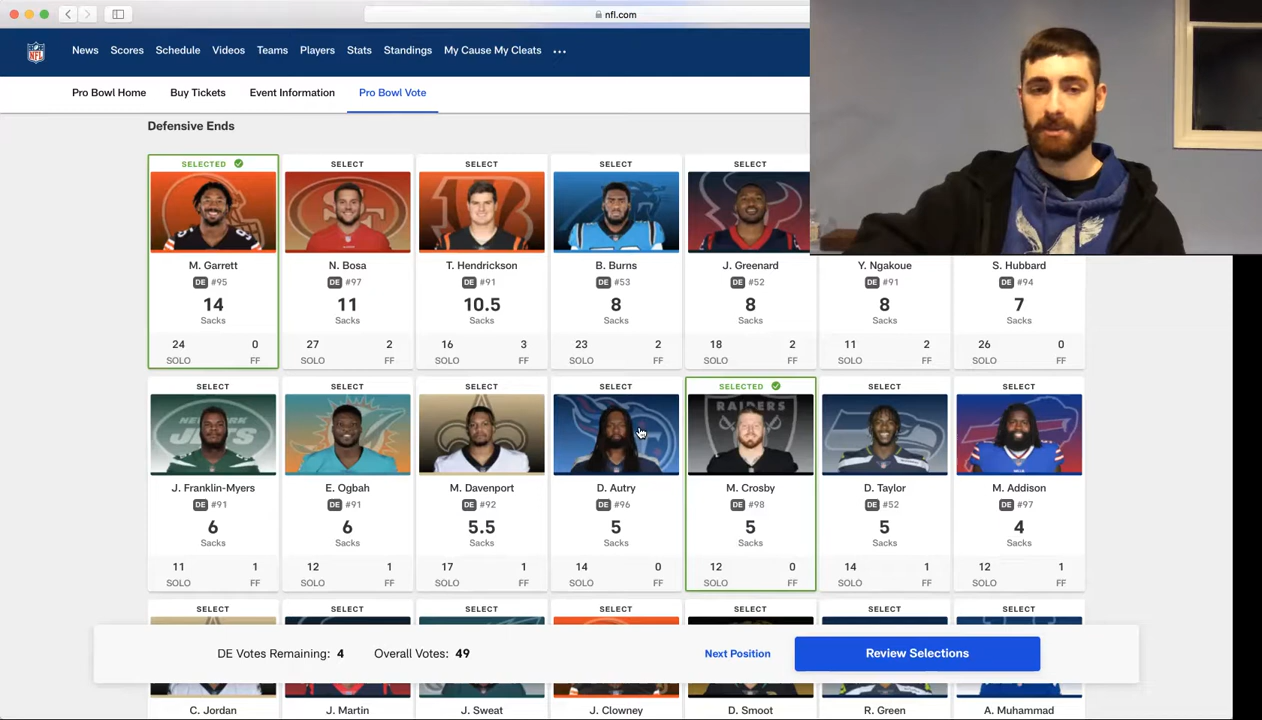 nfl.com
NFL
News Scores Schedule Videos Teams Players Stats Standings My Cause My Cleats ...
Pro Bowl Home Buy Tickets Event Information Pro Bowl Vote
Defensive Ends
SELECTED SELECT SELECT SELECT SELECT
M. Garrett N. Bosa T. Hendrickson B. Burns J. Greenard Y. Ngakoue S. Hubbard
DE #95 DE #97 DE #91 DE #53 DE #52 DE #91 DE #94
14 11 10.5 8 8 8 7
Sacks Sacks Sacks Sacks Sacks Sacks Sacks
24 0 27 2 16 3 23 2 18 2 11 2 26 0
SOLO FF SOLO FF SOLO FF SOLO FF SOLO FF SOLO FF SOLO FF
SELECT SELECT SELECT SELECT SELECTED SELECT SELECT
JETS RAIDERS
J. Franklin-Myers E. Ogbah M. Davenport D. Autry M. Crosby D. Taylor M. Addison
DE #91 DE #91 DE #92 DE #96 DE #98 DE #52 DE #97
6 6 5.5 5 5 5 4
Sacks Sacks Sacks Sacks Sacks Sacks Sacks
11 1 12 1 17 1 14 0 12 0 14 1 12 1
SOLO FF SOLO FF SOLO FF SOLO FF SOLO FF SOLO FF SOLO FF
SELECT SELECT SELECT SELECT SELECT SELECT SELECT
DE Votes Remaining: 4 Overall Votes: 49 Next Position Review Selections
C. Jordan J. Martin J. Sweat J. Clowney D. Smoot R. Green A. Muhammad